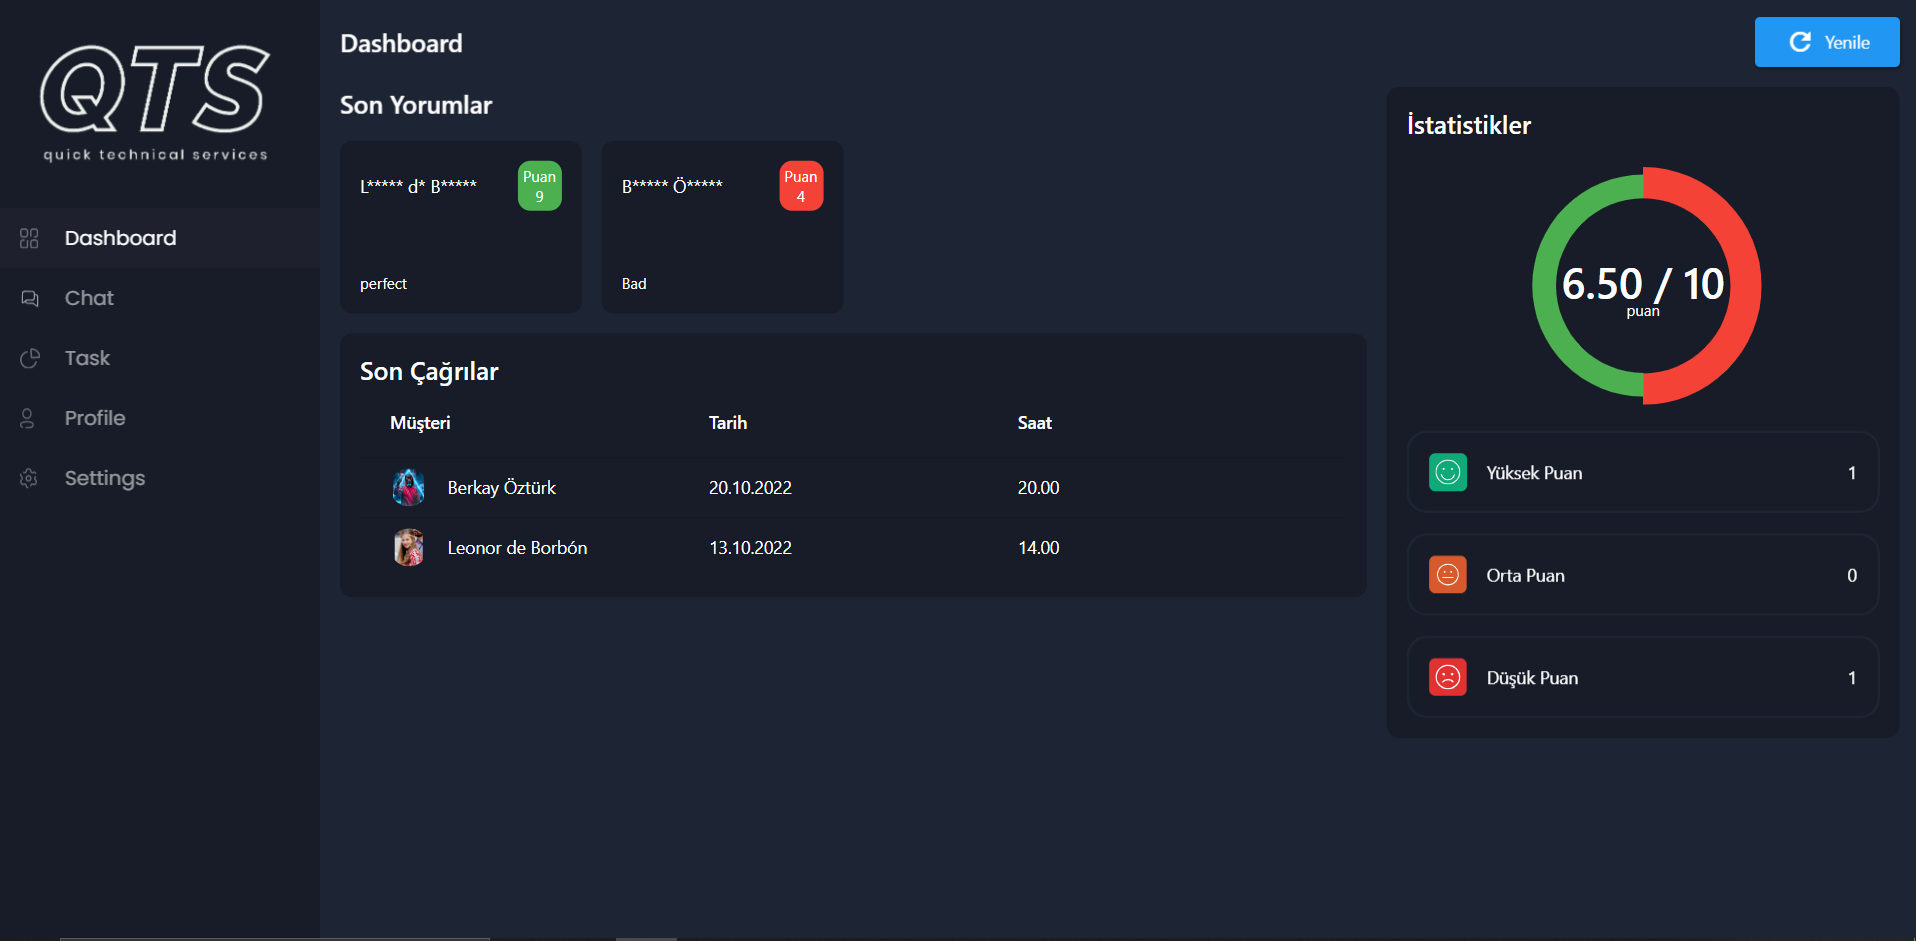 QTS
quick technical services
Dashboard
Chat
Task
Profile
Settings
Dashboard
Yenile
Son Yorumlar
L***** d* B*****
Puan
9
perfect
B***** Ö*****
Puan
4
Bad
Son Çağrılar
Müşteri Tarih Saat
Berkay Öztürk 20.10.2022 20.00
Leonor de Borbón 13.10.2022 14.00
İstatistikler
6.50 / 10
puan
Yüksek Puan 1
Orta Puan 0
Düşük Puan 1